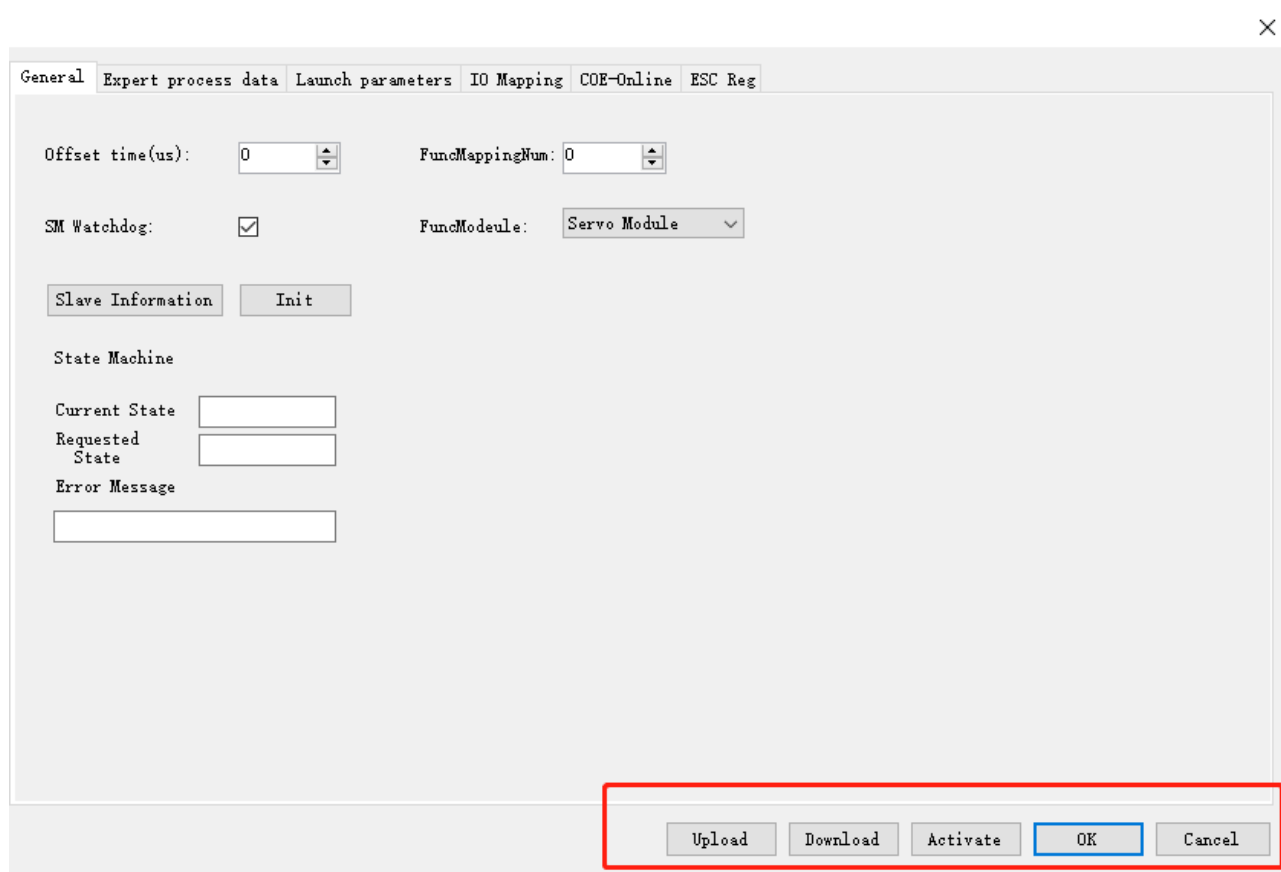 General Expert process data Launch parameters IO Mapping COE-Online ESC Reg
Offset time(us): 0 FuncMappingNum: 0
SM Watchdog: FuncModeule: Servo Module
Slave Information Init
State Machine
Current State
Requested
State
Error Message
Upload Download Activate OK Cancel